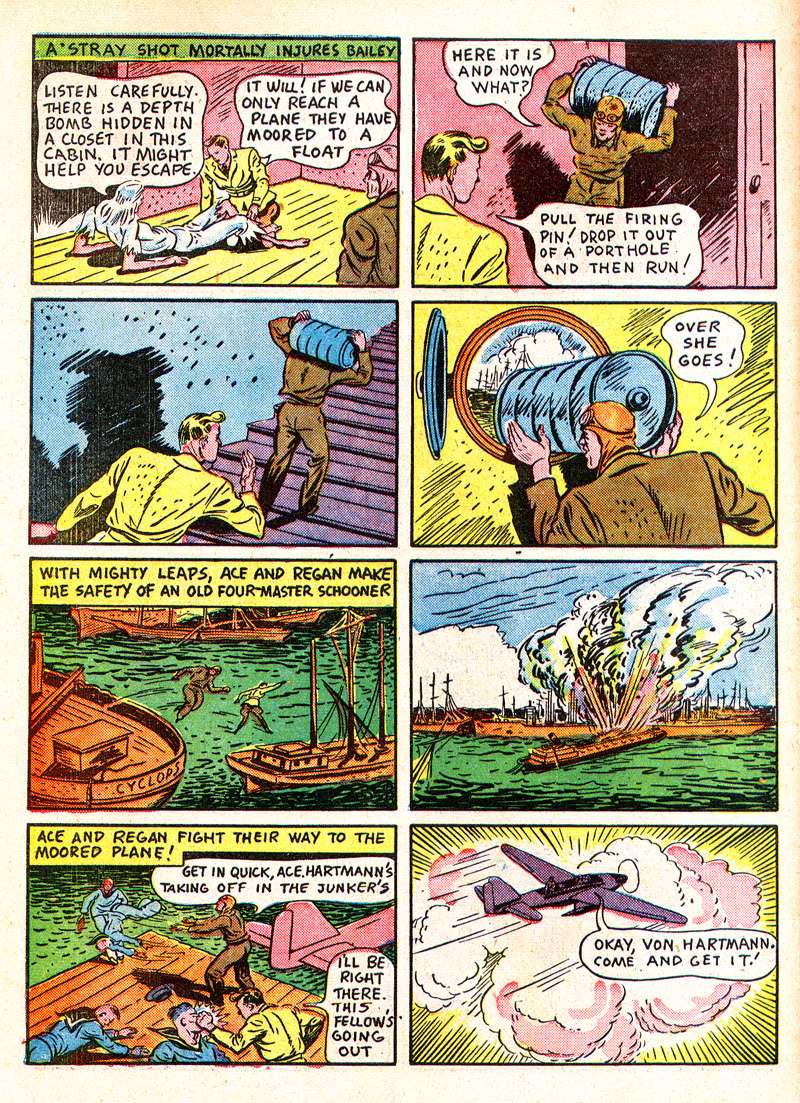 A STRAY SHOT MORTALLY INJURES BAILEY
LISTEN CAREFULLY.
THERE IS A DEPTH
BOMB HIDDEN IN
A CLOSET IN THIS
CABIN. IT MIGHT
HELP YOU ESCAPE.
IT WILL! IF WE CAN
ONLY REACH A
PLANE THEY HAVE
MOORED TO A
FLOAT
HERE IT IS
AND NOW
WHAT?
PULL THE FIRING
PIN! DROP IT OUT
OF A PORTHOLE
AND THEN RUN!
OVER
SHE
GOES!
WITH MIGHTY LEAPS, ACE AND REGAN MAKE
THE SAFETY OF AN OLD FOUR-MASTER SCHOONER
CYCLOPS
ACE AND REGAN FIGHT THEIR WAY TO THE
MOORED PLANE!
GET IN QUICK, ACE, HARTMANN'S
TAKING OFF IN THE JUNKER'S
I'LL BE
RIGHT
THERE.
THIS
FELLOW'S
GOING
OUT
OKAY, VON HARTMANN.
COME AND GET IT!